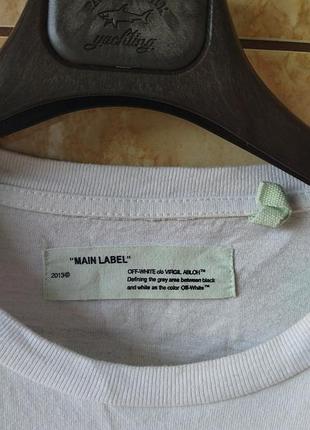 yachting
"MAIN LABEL"
2013©
OFF-WHITE c/o VIRGIL ABLOH™
Defining the grey area between black
and white as the color Off-White™